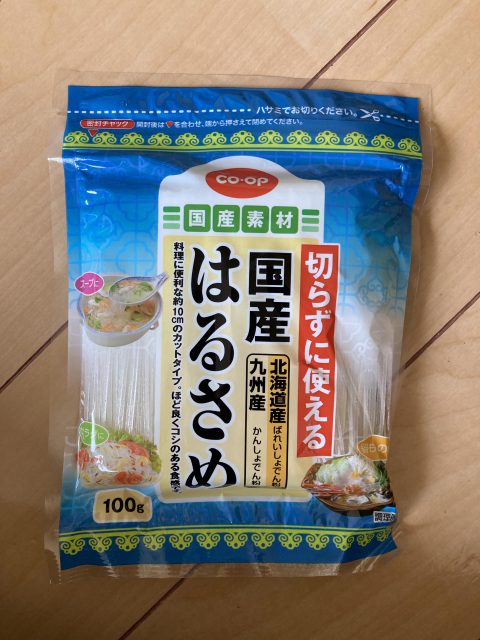 ハサミでお切りください。
密封チャック
開封後は▼を合わせ、端から押さえて閉めてください。
CO・OP
国産素材
切らずに使える
国産
はるさめ
北海道産 ばれいしょでん粉
九州産 かんしょでん粉
料理に便利な約10cmのカットタイプ。ほど良くコシのある食感を
スープに
サラダに
100g